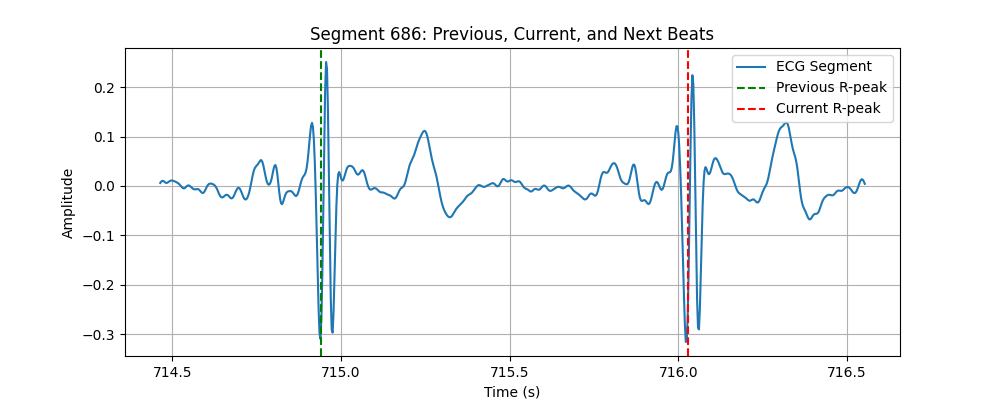 Segment 686: Previous, Current, and Next Beats
ECG Segment
Previous R-peak
Current R-peak
Amplitude
0.2
0.1
0.0
−0.1
−0.2
−0.3
714.5 715.0 715.5 716.0 716.5
Time (s)